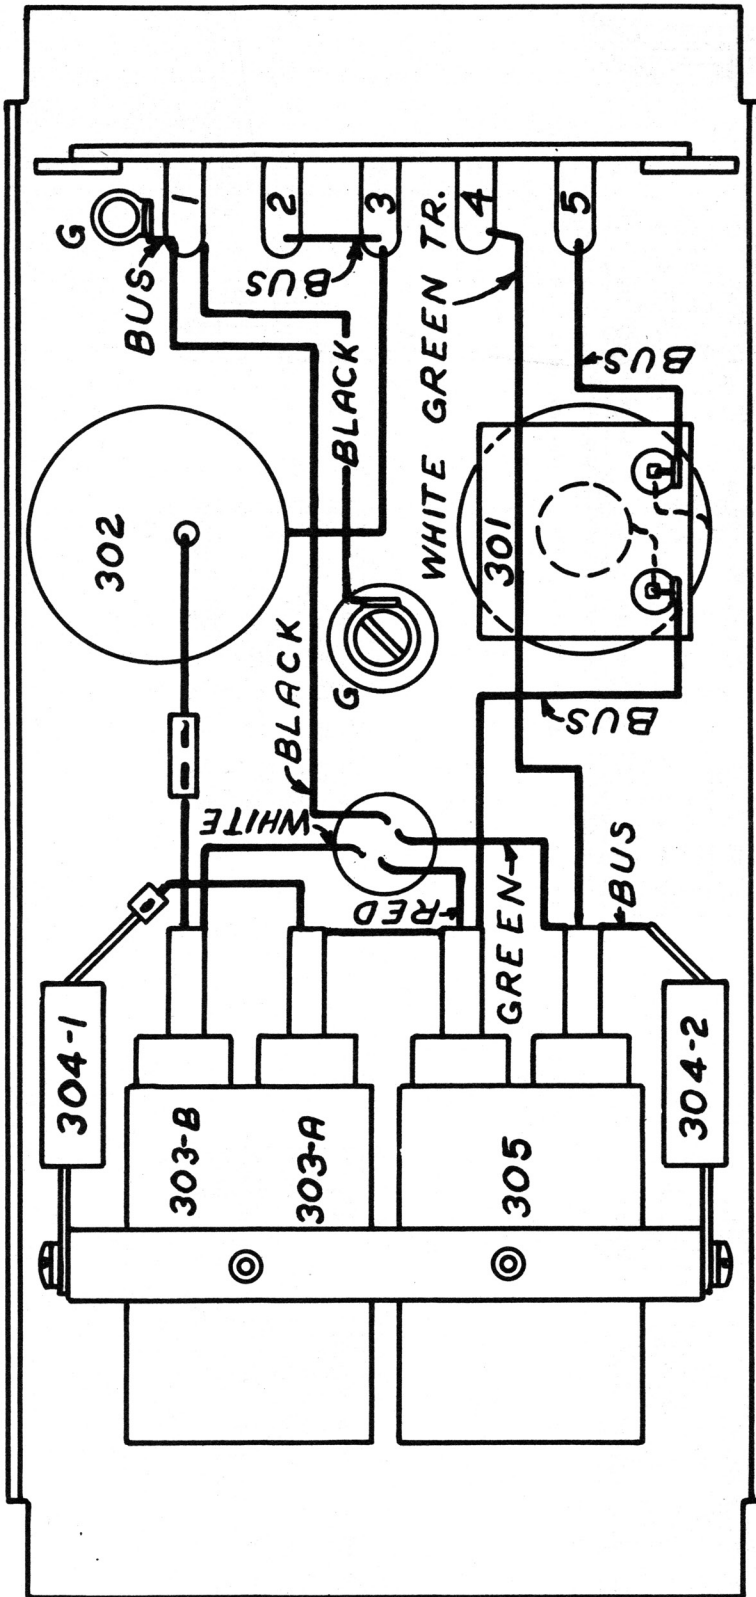 G
1
2
3
4
5
BUS
BUS
BLACK
WHITE GREEN TR.
BUS
302
301
G
BLACK
WHITE
BUS
RED
GREEN
BUS
304-1
303-B
303-A
305
304-2